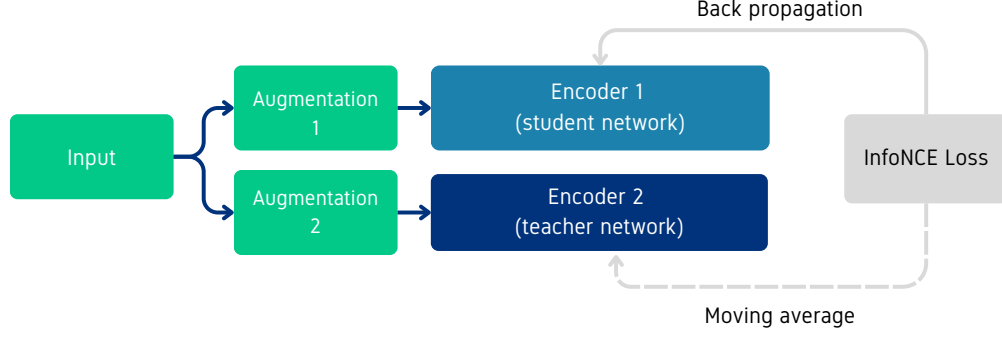 Back propagation
Augmentation
1
Encoder 1
(student network)
Input
InfoNCE Loss
Augmentation
2
Encoder 2
(teacher network)
Moving average